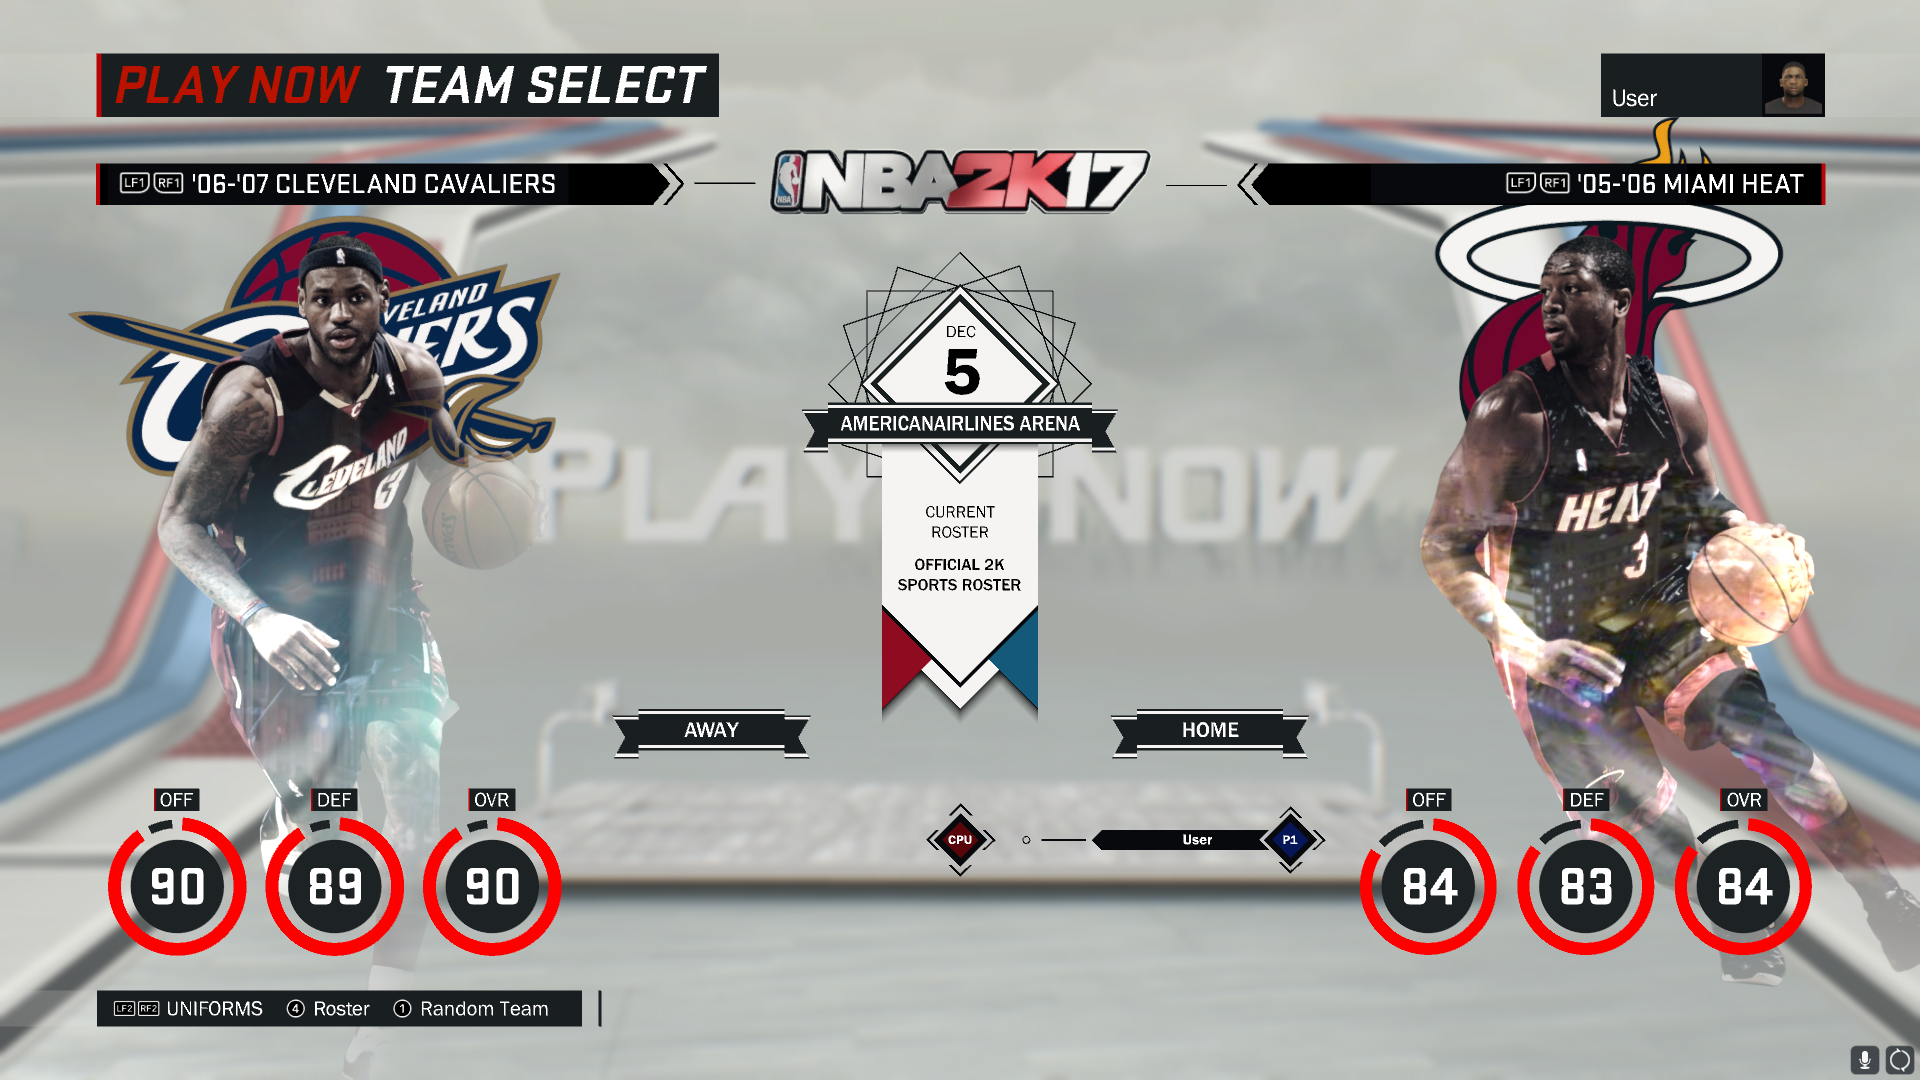 PLAY NOW TEAM SELECT
User
LF1 RF1 '06-'07 CLEVELAND CAVALIERS
NBA 2K17
NBA
LF1 RF1 '05-'06 MIAMI HEAT
CLEVELAND
DEC
5
AMERICANAIRLINES ARENA
PLAY NOW
CLEVELAND
HEAT
3
CURRENT
ROSTER
OFFICIAL 2K
SPORTS ROSTER
AWAY
HOME
OFF
DEF
OVR
90
89
90
CPU
User
P1
OFF
DEF
OVR
84
83
84
LF2 RF2 UNIFORMS 4 Roster 1 Random Team